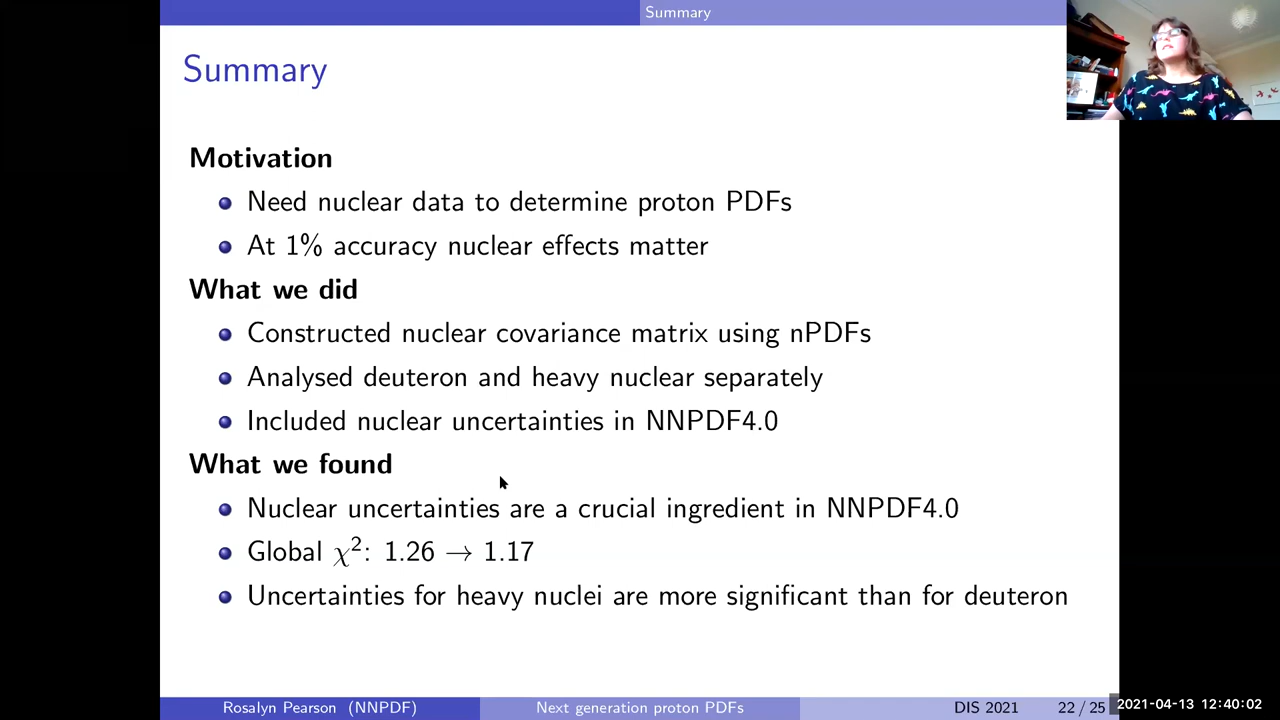 Summary
Summary
Motivation
Need nuclear data to determine proton PDFs
At 1% accuracy nuclear effects matter
What we did
Constructed nuclear covariance matrix using nPDFs
Analysed deuteron and heavy nuclear separately
Included nuclear uncertainties in NNPDF4.0
What we found
Nuclear uncertainties are a crucial ingredient in NNPDF4.0
Global χ²: 1.26 → 1.17
Uncertainties for heavy nuclei are more significant than for deuteron
Rosalyn Pearson (NNPDF) Next generation proton PDFs DIS 2021 22 / 25
2021-04-13 12:40:02